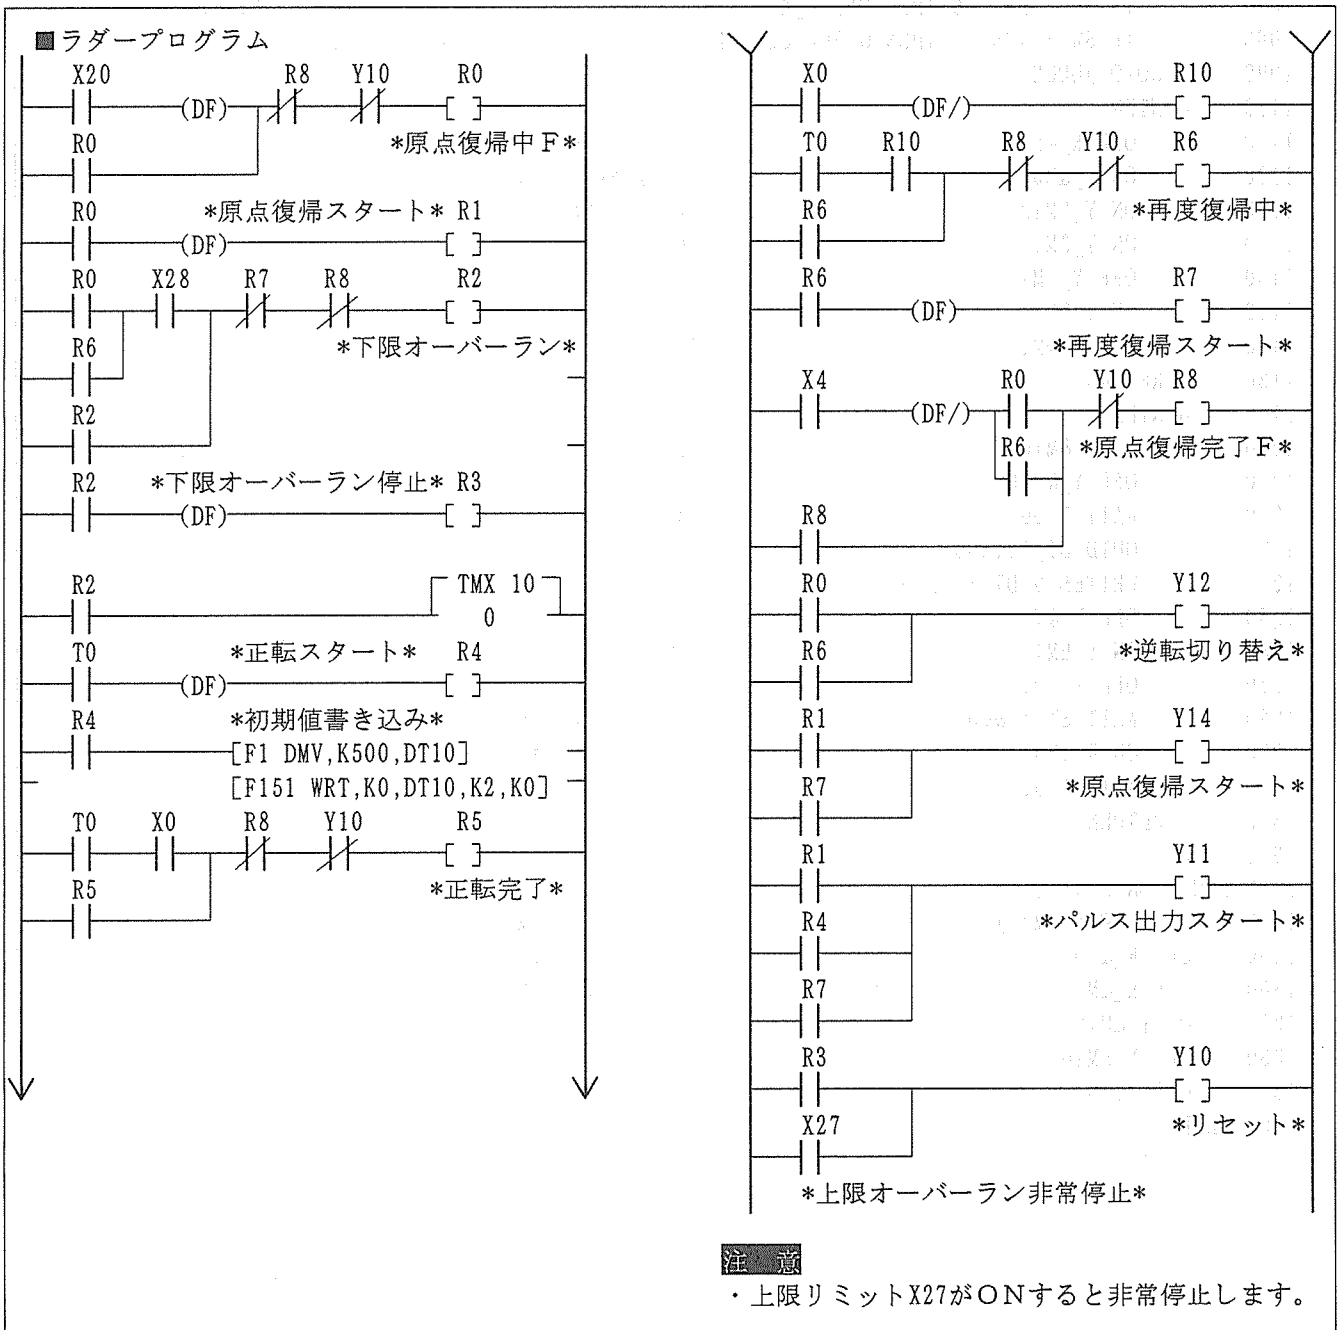 ■ラダープログラム
X20 R8 Y10 R0
(DF)
*原点復帰中F*
R0
R0 *原点復帰スタート* R1
(DF)
R0 X28 R7 R8 R2
*下限オーバーラン*
R6
R2
R2 *下限オーバーラン停止* R3
(DF)
R2 TMX 10
0
T0 *正転スタート* R4
(DF)
R4 *初期値書き込み*
[F1 DMV,K500,DT10]
[F151 WRT,K0,DT10,K2,K0]
T0 X0 R8 Y10 R5
*正転完了*
R5
X0 R10
(DF/)
T0 R10 R8 Y10 R6
*再度復帰中*
R6
R6 R7
(DF)
*再度復帰スタート*
X4 R0 Y10 R8
(DF/)
R6 *原点復帰完了F*
R8
R0 Y12
*逆転切り替え*
R6
R1 Y14
*原点復帰スタート*
R7
R1 Y11
*パルス出力スタート*
R4
R7
R3 Y10
*リセット*
X27
*上限オーバーラン非常停止*
注 意
・上限リミットX27がONすると非常停止します。